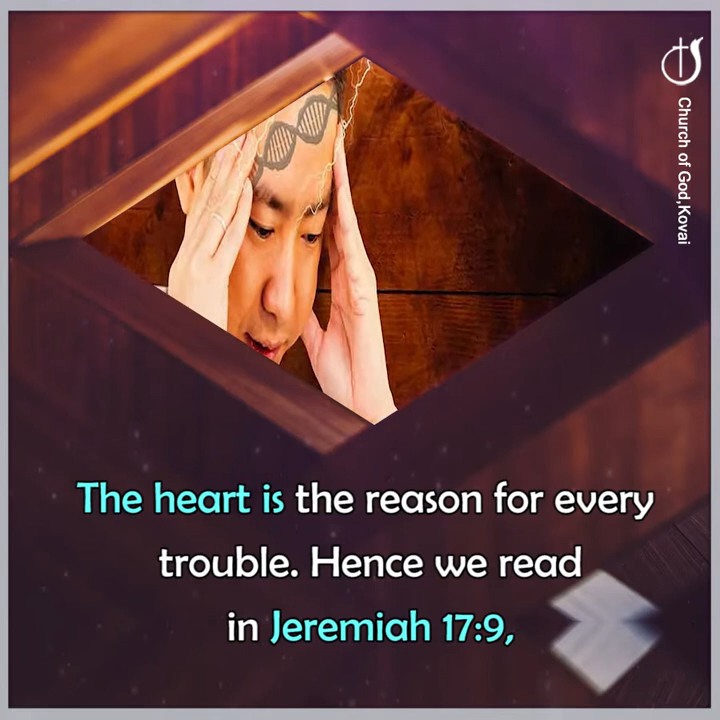 Church of God,Kovai
The heart is the reason for every
trouble. Hence we read
in Jeremiah 17:9,